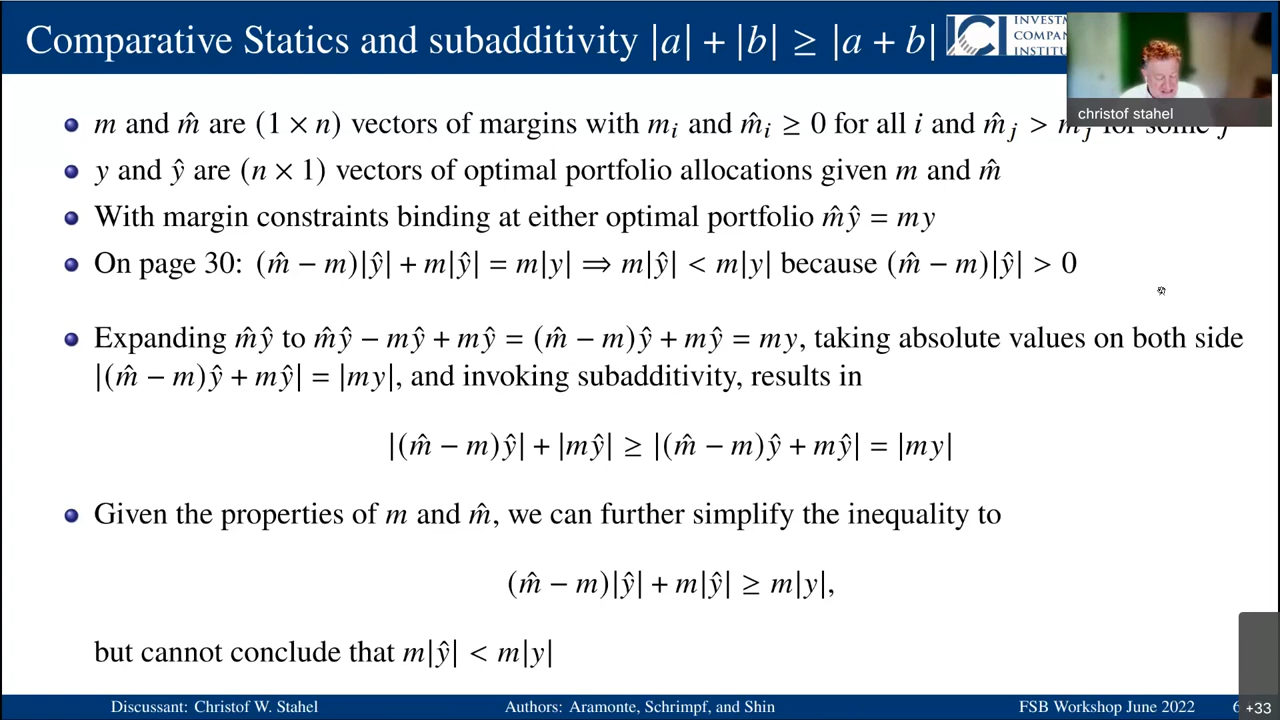 Comparative Statics and subadditivity |a| + |b| ≥ |a + b|
INVESTM
COMPAN
INSTITU
christof stahel
m and m̂ are (1 × n) vectors of margins with mᵢ and m̂ᵢ ≥ 0 for all i and m̂ⱼ > mⱼ for some j
y and ŷ are (n × 1) vectors of optimal portfolio allocations given m and m̂
With margin constraints binding at either optimal portfolio m̂ŷ = my
On page 30: (m̂ − m)|ŷ| + m|ŷ| = m|y| ⇒ m|ŷ| < m|y| because (m̂ − m)|ŷ| > 0
Expanding m̂ŷ to m̂ŷ − mŷ + mŷ = (m̂ − m)ŷ + mŷ = my, taking absolute values on both side
|(m̂ − m)ŷ + mŷ| = |my|, and invoking subadditivity, results in
|(m̂ − m)ŷ| + |mŷ| ≥ |(m̂ − m)ŷ + mŷ| = |my|
Given the properties of m and m̂, we can further simplify the inequality to
(m̂ − m)|ŷ| + m|ŷ| ≥ m|y|,
but cannot conclude that m|ŷ| < m|y|
Discussant: Christof W. Stahel Authors: Aramonte, Schrimpf, and Shin FSB Workshop June 2022
+33